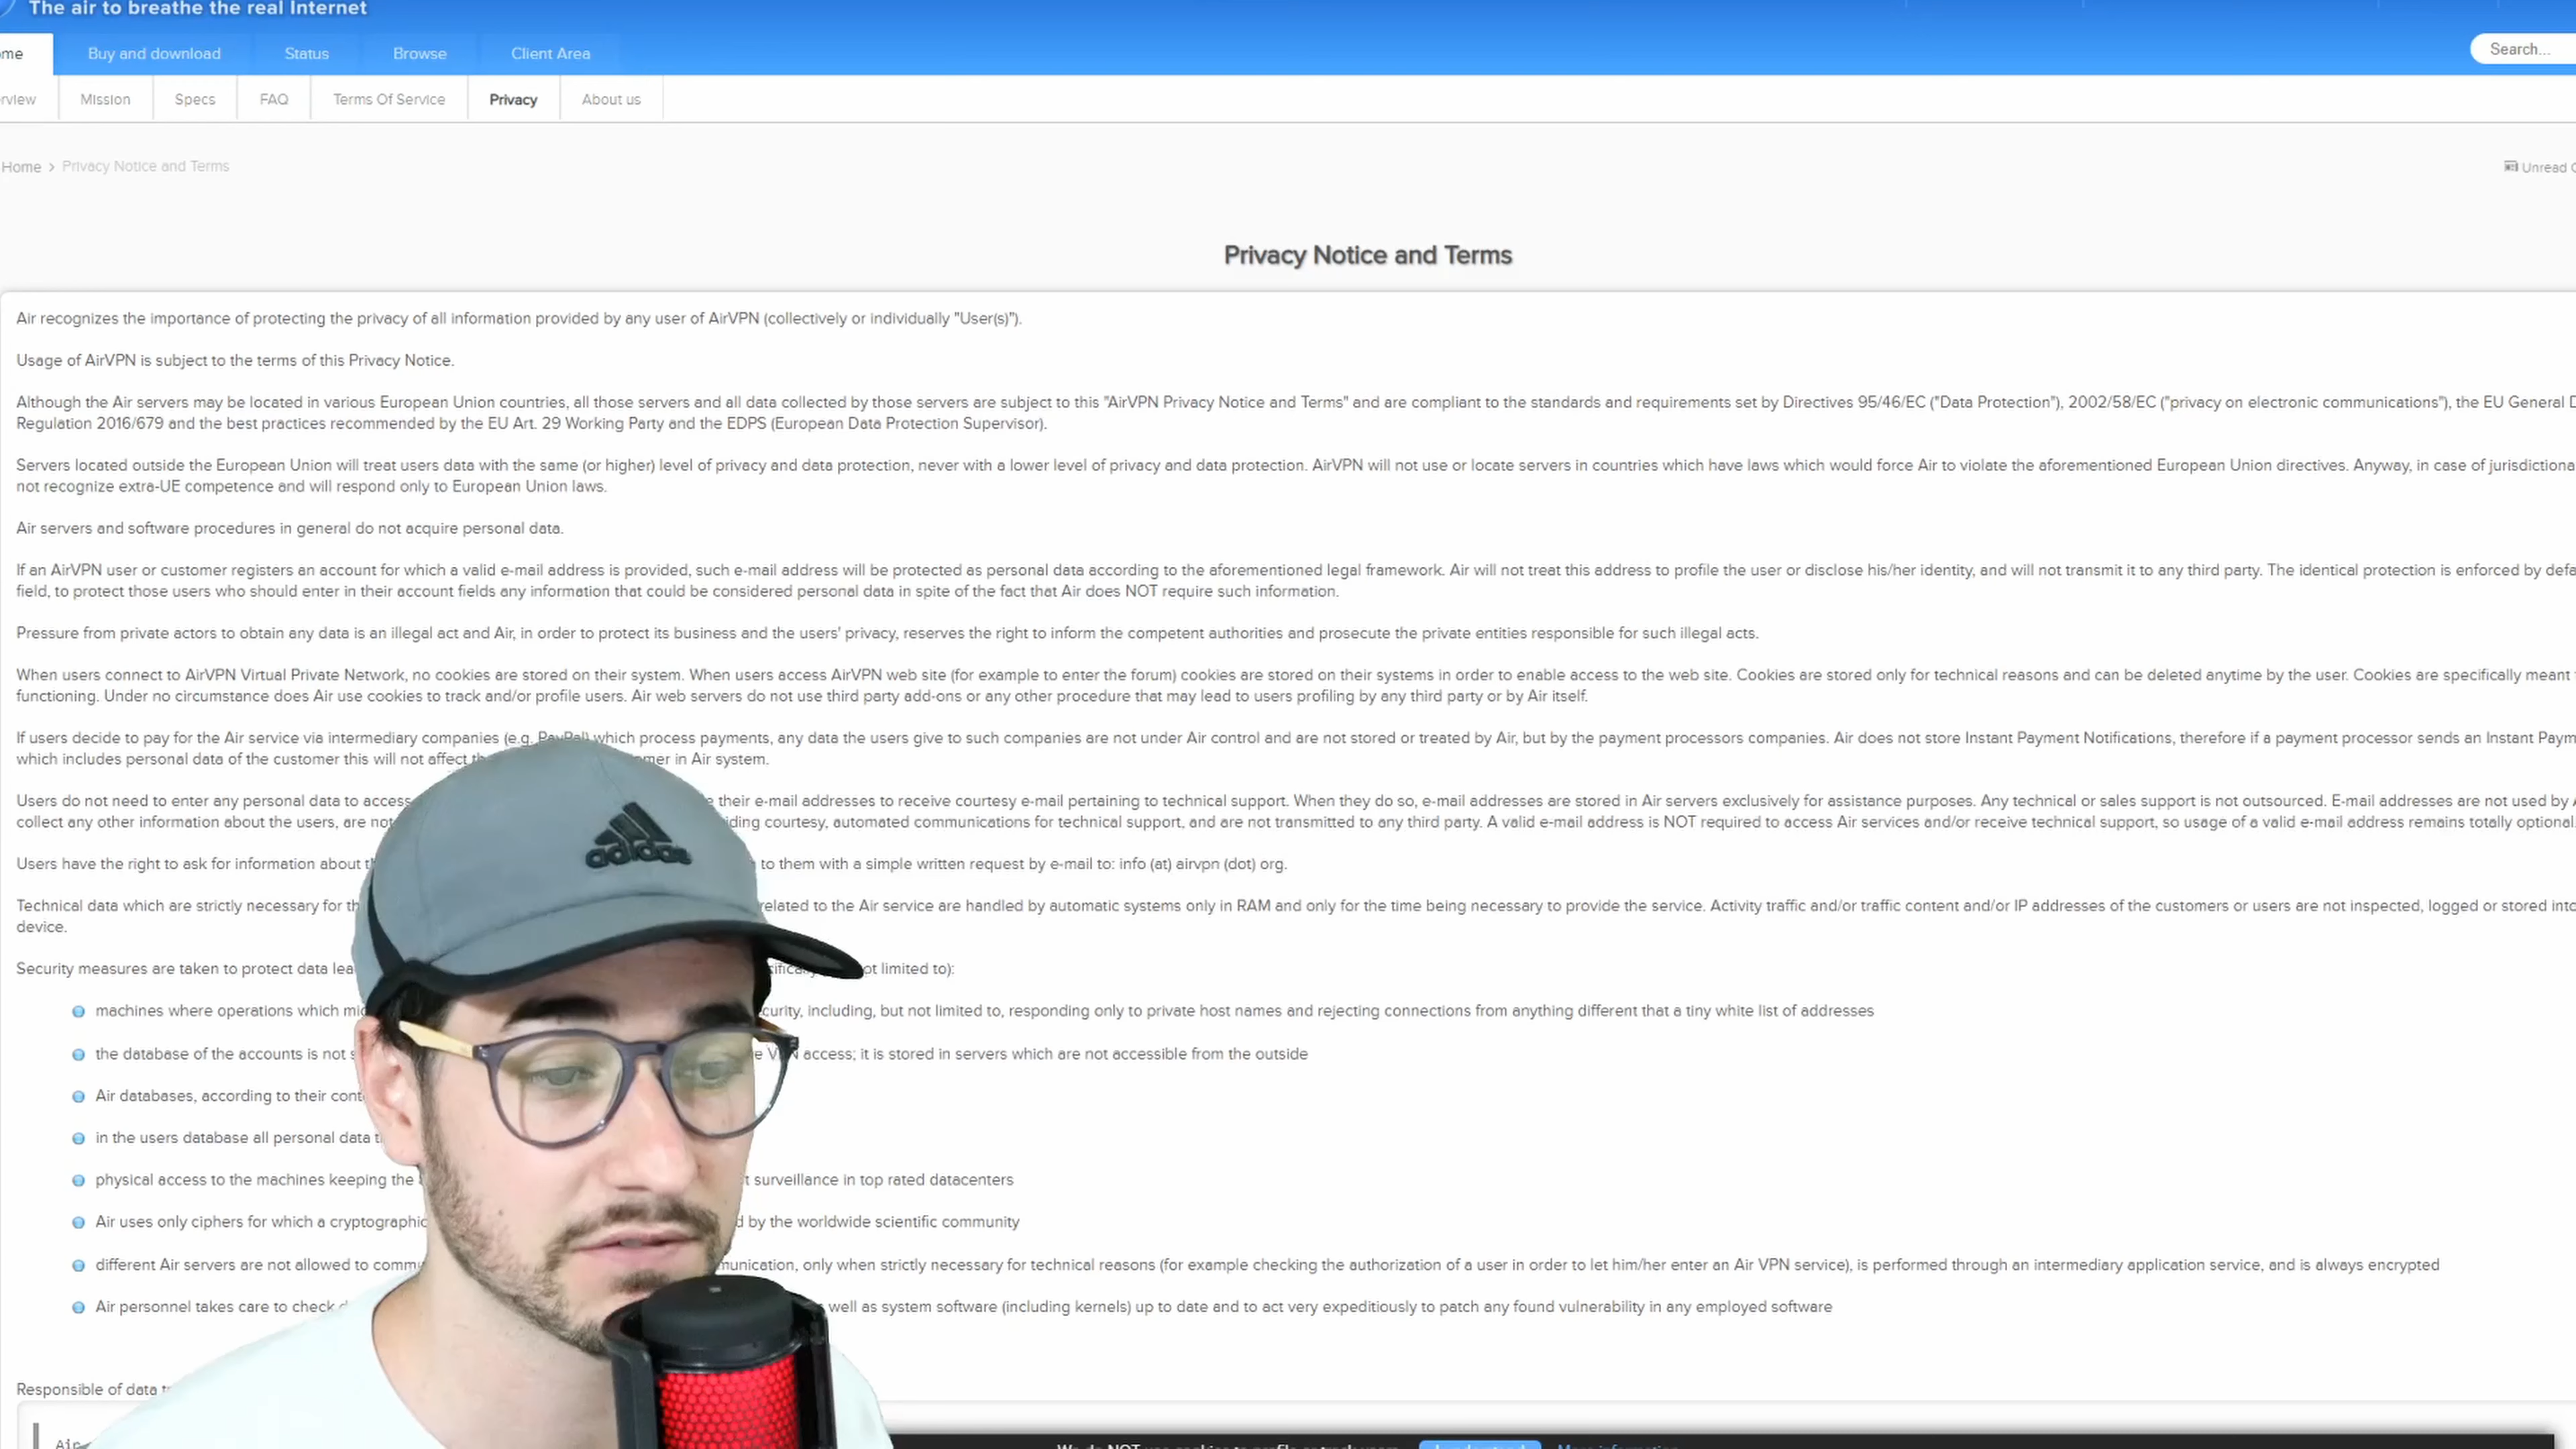 The air to breathe the real Internet
ome Buy and download Status Browse Client Area Search...
rview Mission Specs FAQ Terms Of Service Privacy About us
Home > Privacy Notice and Terms Unread
Privacy Notice and Terms
Air recognizes the importance of protecting the privacy of all information provided by any user of AirVPN (collectively or individually "User(s)").
Usage of AirVPN is subject to the terms of this Privacy Notice.
Although the Air servers may be located in various European Union countries, all those servers and all data collected by those servers are subject to this "AirVPN Privacy Notice and Terms" and are compliant to the standards and requirements set by Directives 95/46/EC ("Data Protection"), 2002/58/EC ("privacy on electronic communications"), the EU General
Regulation 2016/679 and the best practices recommended by the EU Art. 29 Working Party and the EDPS (European Data Protection Supervisor).
Servers located outside the European Union will treat users data with the same (or higher) level of privacy and data protection, never with a lower level of privacy and data protection. AirVPN will not use or locate servers in countries which have laws which would force Air to violate the aforementioned European Union directives. Anyway, in case of jurisdictiona
not recognize extra-UE competence and will respond only to European Union laws.
Air servers and software procedures in general do not acquire personal data.
If an AirVPN user or customer registers an account for which a valid e-mail address is provided, such e-mail address will be protected as personal data according to the aforementioned legal framework. Air will not treat this address to profile the user or disclose his/her identity, and will not transmit it to any third party. The identical protection is enforced by defa
field, to protect those users who should enter in their account fields any information that could be considered personal data in spite of the fact that Air does NOT require such information.
Pressure from private actors to obtain any data is an illegal act and Air, in order to protect its business and the users' privacy, reserves the right to inform the competent authorities and prosecute the private entities responsible for such illegal acts.
When users connect to AirVPN Virtual Private Network, no cookies are stored on their system. When users access AirVPN web site (for example to enter the forum) cookies are stored on their systems in order to enable access to the web site. Cookies are stored only for technical reasons and can be deleted anytime by the user. Cookies are specifically meant
functioning. Under no circumstance does Air use cookies to track and/or profile users. Air web servers do not use third party add-ons or any other procedure that may lead to users profiling by any third party or by Air itself.
If users decide to pay for the Air service via intermediary companies (e.g. PayPal) which process payments, any data the users give to such companies are not under Air control and are not stored or treated by Air, but by the payment processors companies. Air does not store Instant Payment Notifications, therefore if a payment processor sends an Instant Paym
which includes personal data of the customer this will not affect mer in Air system.
Users do not need to enter any personal data to access their e-mail addresses to receive courtesy e-mail pertaining to technical support. When they do so, e-mail addresses are stored in Air servers exclusively for assistance purposes. Any technical or sales support is not outsourced. E-mail addresses are not used by
collect any other information about the users, are not iding courtesy, automated communications for technical support, and are not transmitted to any third party. A valid e-mail address is NOT required to access Air services and/or receive technical support, so usage of a valid e-mail address remains totally optional.
Users have the right to ask for information about to them with a simple written request by e-mail to: info (at) airvpn (dot) org.
Technical data which are strictly necessary for related to the Air service are handled by automatic systems only in RAM and only for the time being necessary to provide the service. Activity traffic and/or traffic content and/or IP addresses of the customers or users are not inspected, logged or stored into
device.
Security measures are taken to protect data lea ot limited to):
machines where operations which curity, including, but not limited to, responding only to private host names and rejecting connections from anything different that a tiny white list of addresses
the database of the accounts is not VPN access; it is stored in servers which are not accessible from the outside
Air databases, according to their cont
in the users database all personal data
physical access to the machines keeping the surveillance in top rated datacenters
Air uses only ciphers for which a cryptographic by the worldwide scientific community
different Air servers are not allowed to comm munication, only when strictly necessary for technical reasons (for example checking the authorization of a user in order to let him/her enter an Air VPN service), is performed through an intermediary application service, and is always encrypted
Air personnel takes care to check well as system software (including kernels) up to date and to act very expeditiously to patch any found vulnerability in any employed software
Responsible of data
Air
adidas